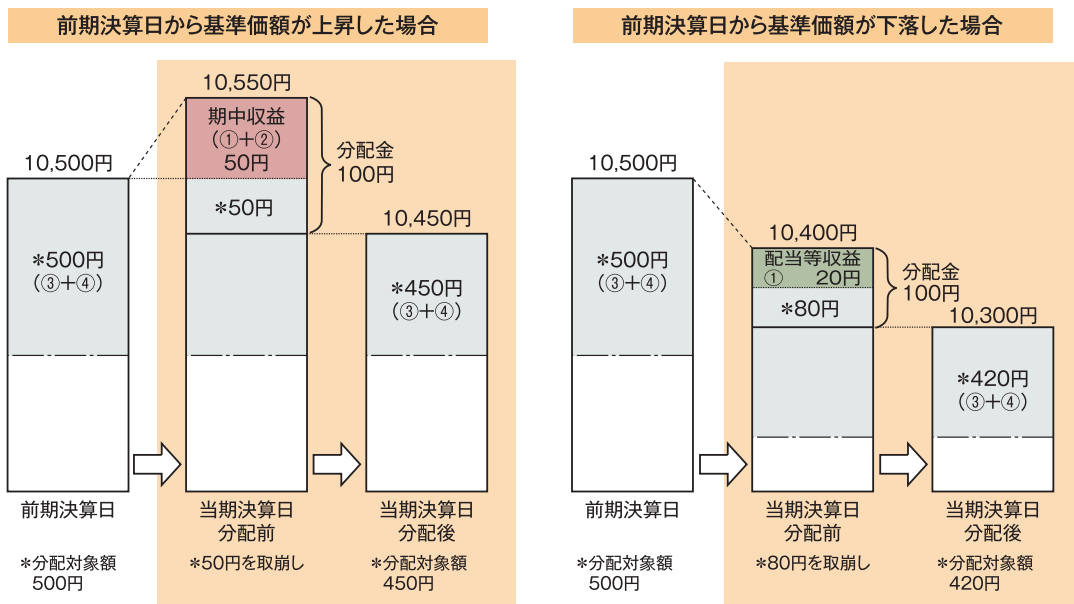 前期決算日から基準価額が上昇した場合
10,500円
*500円
(③+④)
10,550円
期中収益
(①+②)
50円
*50円
分配金
100円
10,450円
*450円
(③+④)
前期決算日
当期決算日
分配前
当期決算日
分配後
*分配対象額
500円
*50円を取崩し
*分配対象額
450円
前期決算日から基準価額が下落した場合
10,500円
*500円
(③+④)
10,400円
配当等収益
① 20円
*80円
分配金
100円
10,300円
*420円
(③+④)
前期決算日
当期決算日
分配前
当期決算日
分配後
*分配対象額
500円
*80円を取崩し
*分配対象額
420円